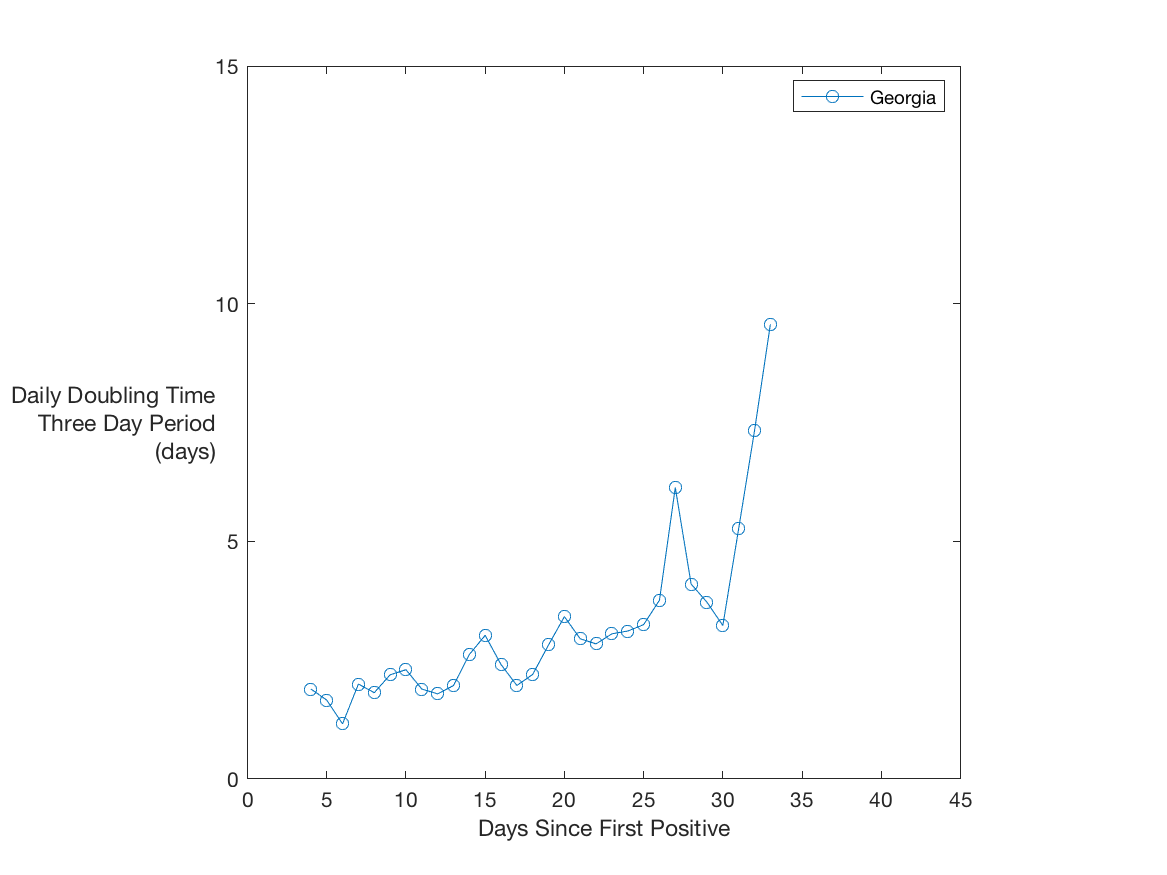 15
Georgia
10
Daily Doubling Time
Three Day Period
(days)
5
0
0 5 10 15 20 25 30 35 40 45
Days Since First Positive